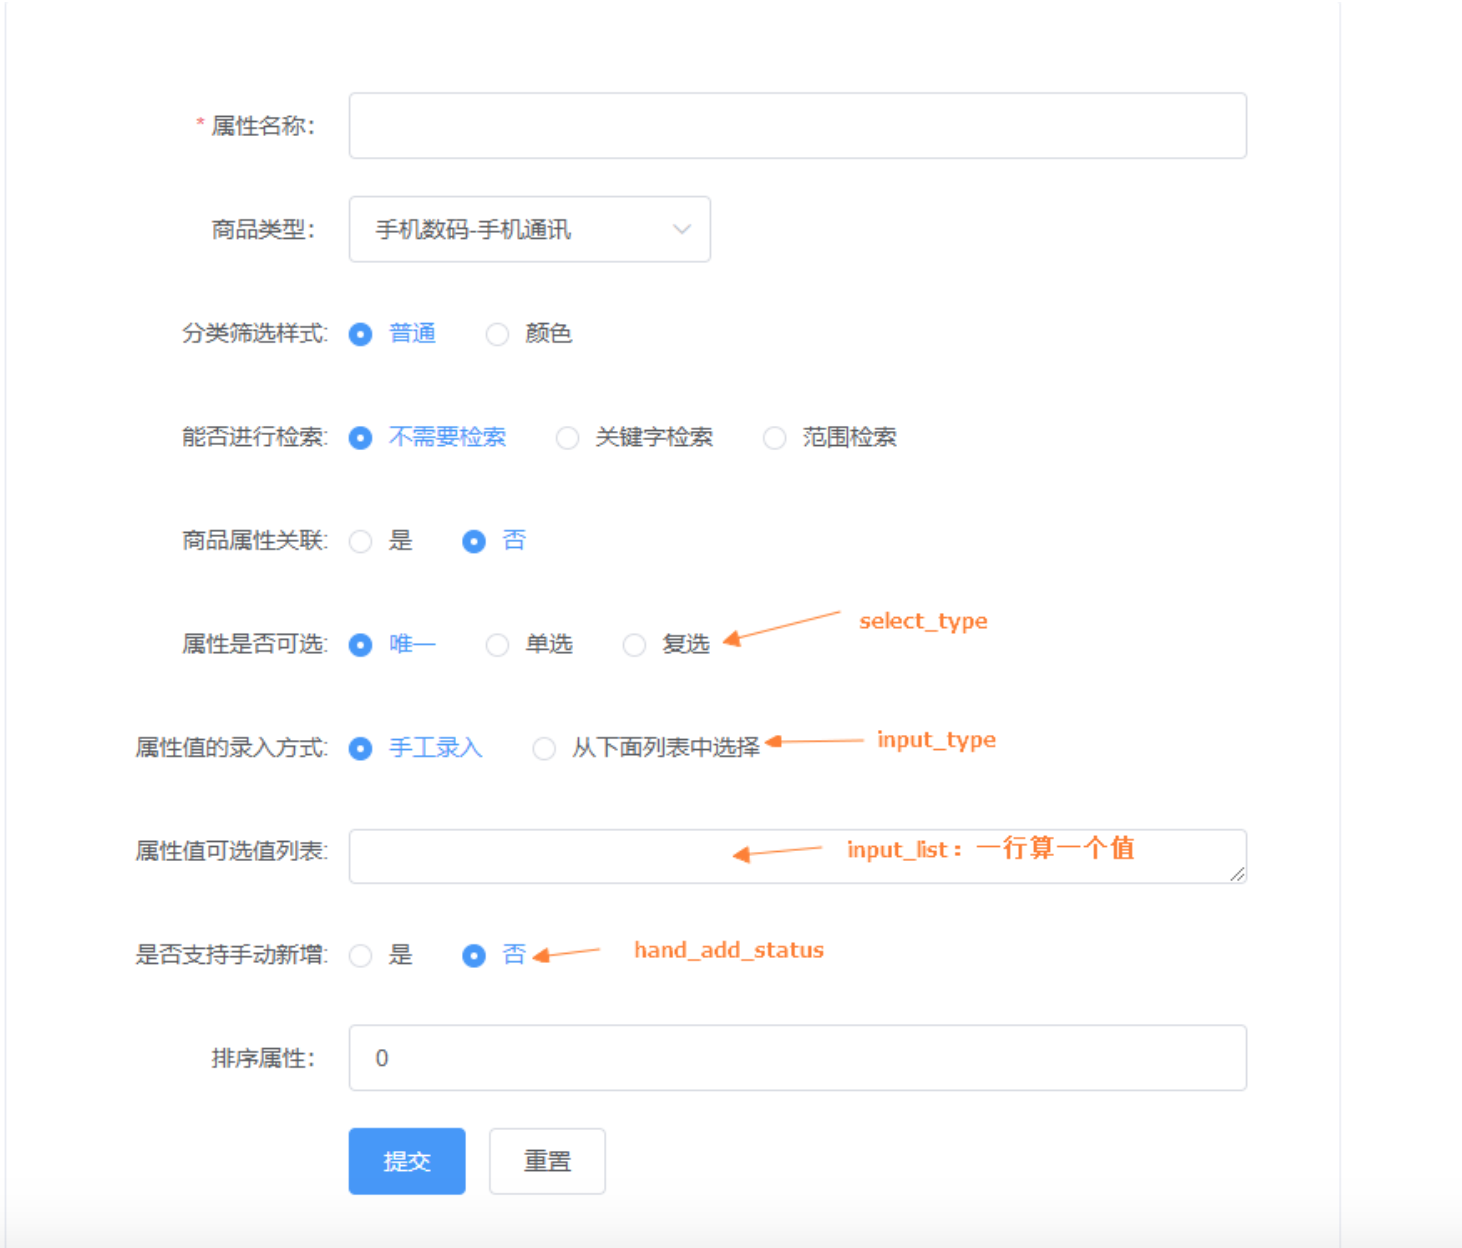 * 属性名称：
商品类型： 手机数码-手机通讯
分类筛选样式: 普通 颜色
能否进行检索: 不需要检索 关键字检索 范围检索
商品属性关联: 是 否
属性是否可选: 唯一 单选 复选 select_type
属性值的录入方式: 手工录入 从下面列表中选择 input_type
属性值可选值列表: input_list：一行算一个值
是否支持手动新增: 是 否 hand_add_status
排序属性： 0
提交 重置